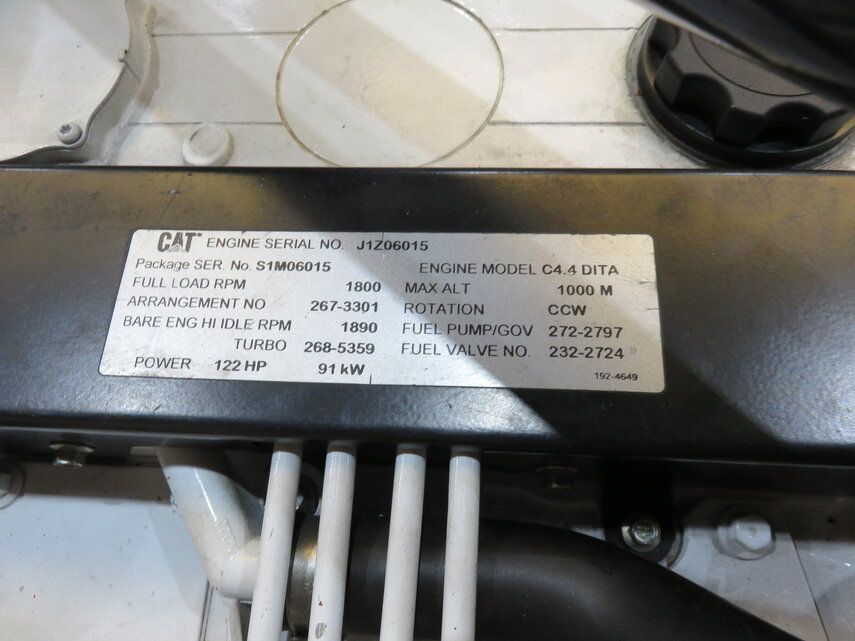 CAT ENGINE SERIAL NO. J1Z06015
Package SER. No. S1M06015 ENGINE MODEL C4.4 DITA
FULL LOAD RPM 1800 MAX ALT 1000 M
ARRANGEMENT NO 267-3301 ROTATION CCW
BARE ENG HI IDLE RPM 1890 FUEL PUMP/GOV 272-2797
TURBO 268-5359 FUEL VALVE NO. 232-2724 P
POWER 122 HP 91 kW 192-4649